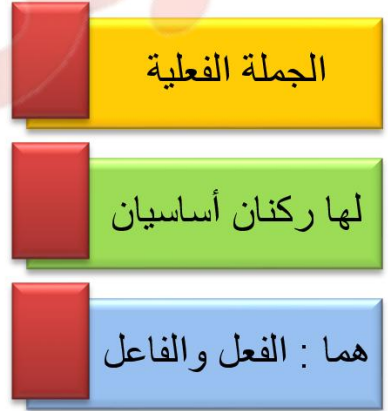 الجملة الفعلية
لها ركنان أساسيان
هما : الفعل والفاعل